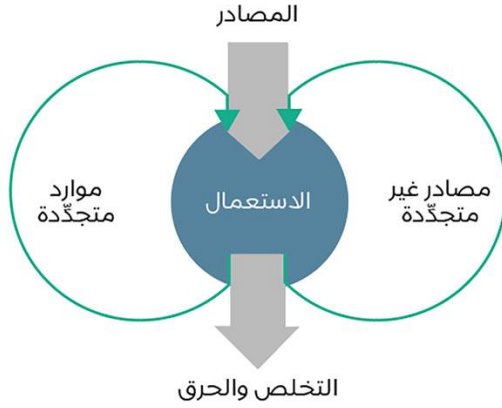 المصادر
مصادر غير
متجدّدة
الاستعمال
موارد
متجدّدة
التخلص والحرق